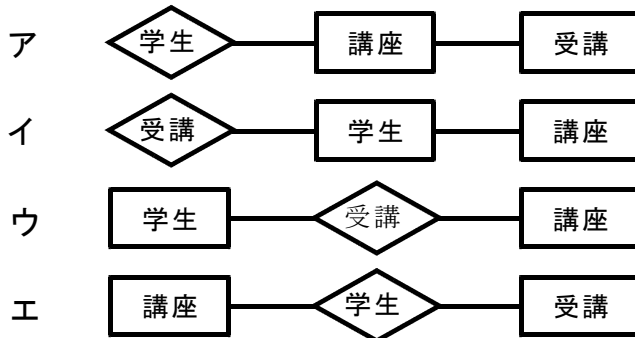 ア 学生 講座 受講
イ 受講 学生 講座
ウ 学生 受講 講座
エ 講座 学生 受講